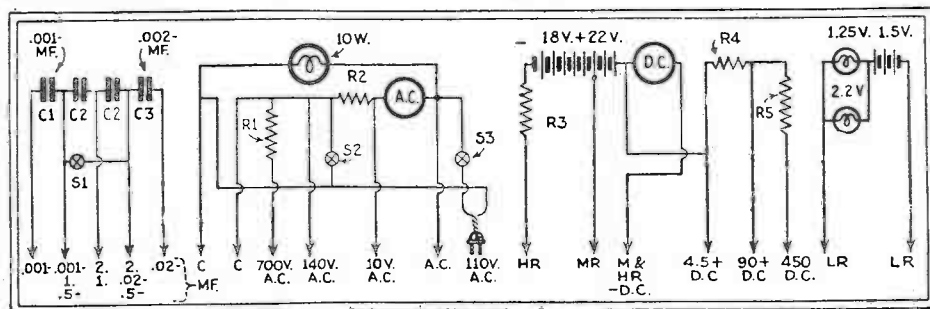 .001- MF.
.002- MF.
C1 C2 C2 C3
S1
10W.
R2
A.C.
R1
S2
S3
- 18V. + 22V.
D.C.
R3
R4
R5
1.25V. 1.5V.
2.2V
.001- .001- 2. 2. .02- C C 700V. 140V. 10V. A.C. 110V. HR MR M & 4.5+ 90+ 450 LR LR
1. 1. .02- MF. A.C. A.C. A.C. A.C. HR D.C D.C D.C.
.5- .5- -D.C.